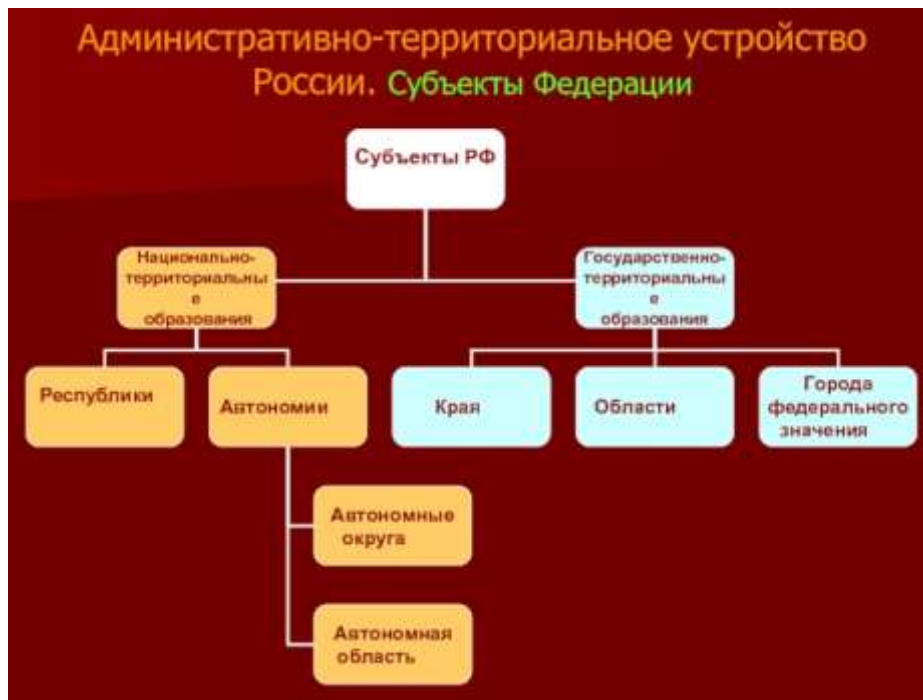 Административно-территориальное устройство
России. Субъекты Федерации
Субъекты РФ
Национально-
территориальны
е
образования
Государственно-
территориальны
е
образования
Республики
Автономии
Края
Области
Города
федерального
значения
Автономные
округа
Автономная
область